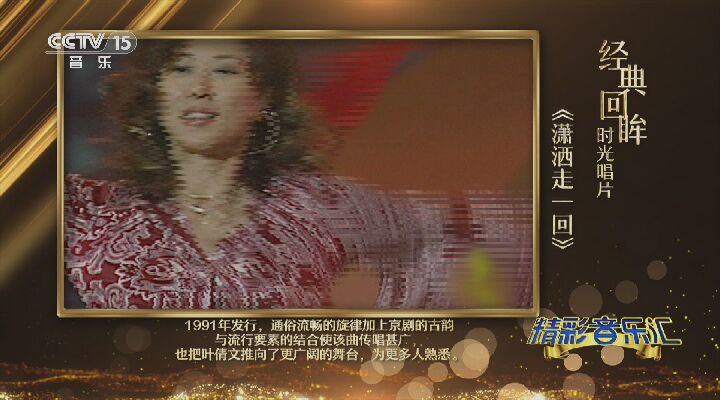 CCTV 15
音乐
经典回眸
时光唱片
《潇洒走一回》
1991年发行，通俗流畅的旋律加上京剧的古韵
与流行要素的结合使该曲传唱甚广，
也把叶倩文推向了更广阔的舞台，为更多人熟悉。
精彩音乐汇